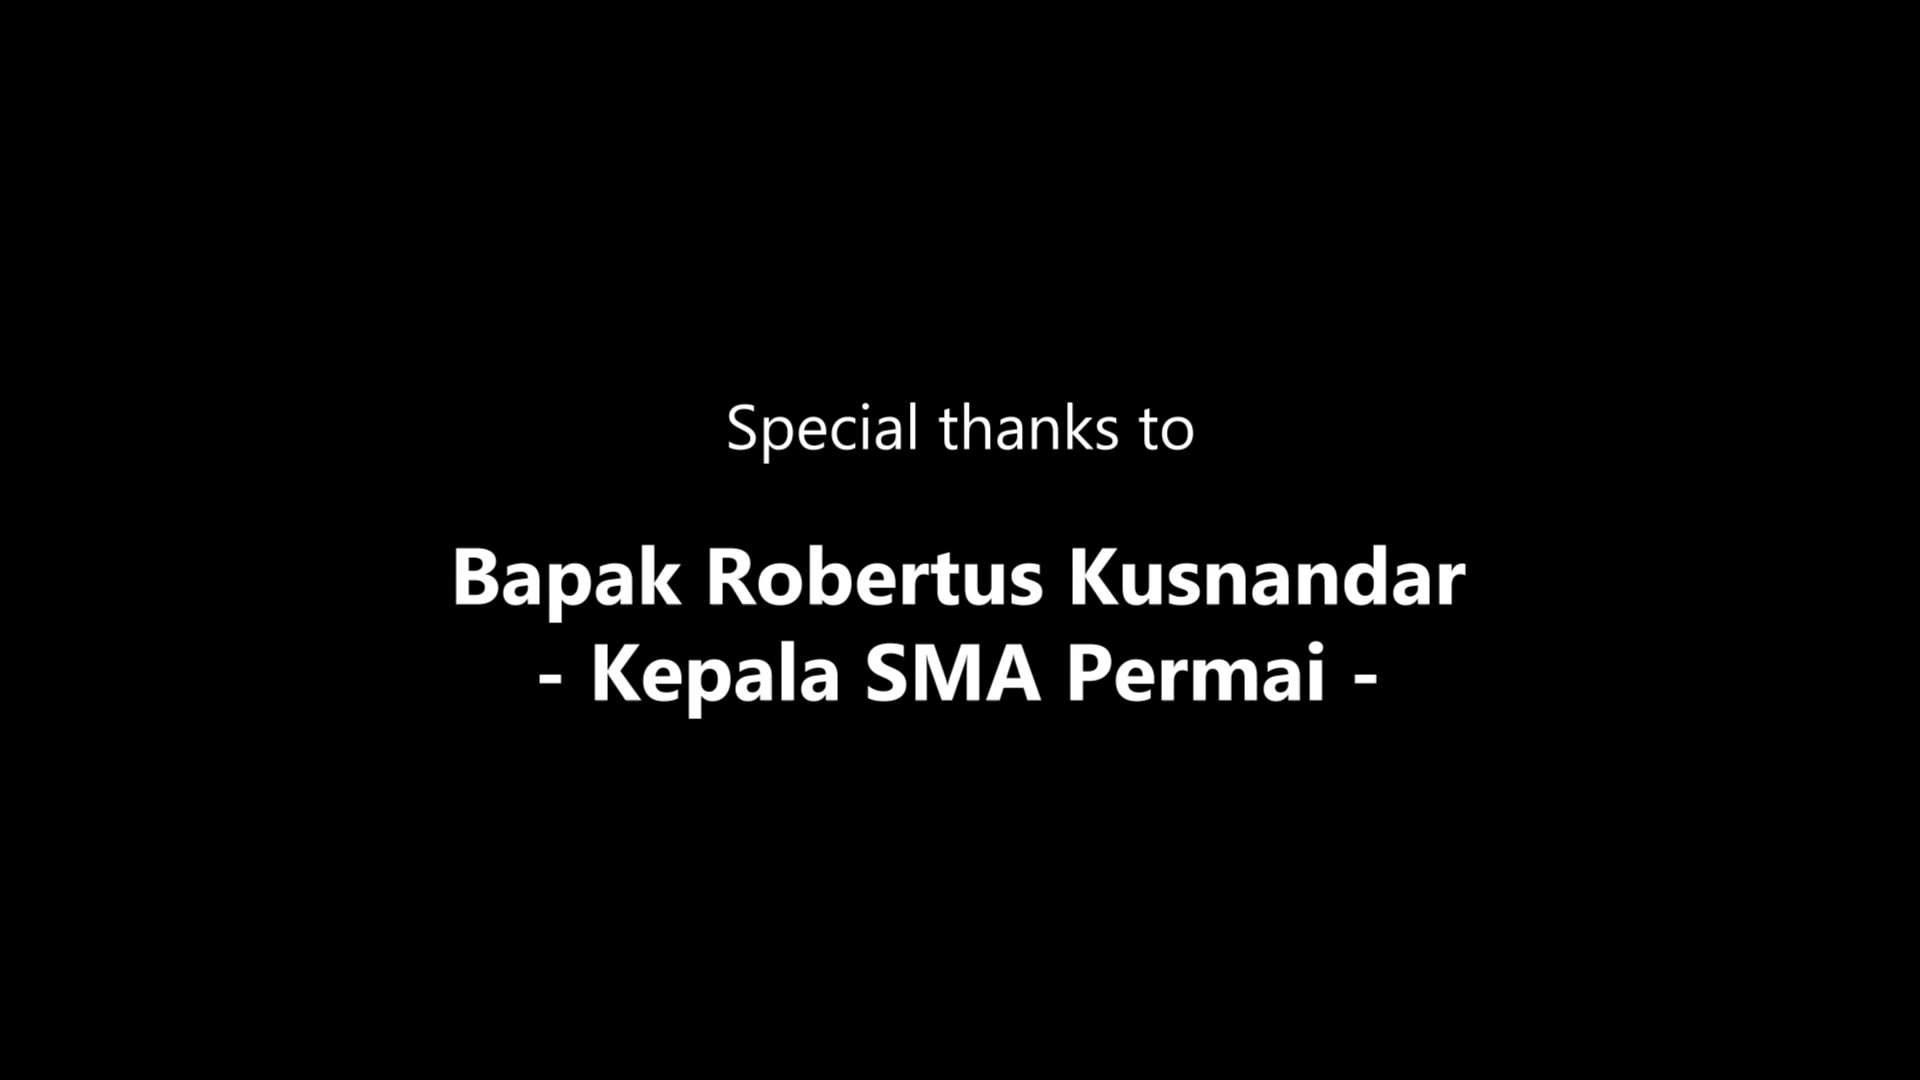 Special thanks to
Bapak Robertus Kusnandar
- Kepala SMA Permai -